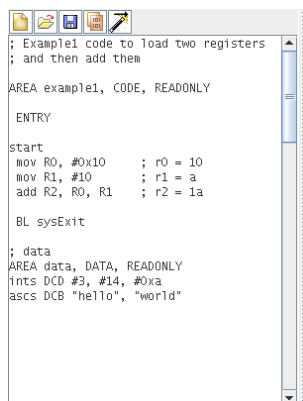 ; Example1 code to load two registers
; and then add them
AREA example1, CODE, READONLY
ENTRY
start
mov R0, #0x10 ; r0 = 10
mov R1, #10 ; r1 = a
add R2, R0, R1 ; r2 = 1a
BL sysExit
; data
AREA data, DATA, READONLY
ints DCD #3, #14, #0xa
ascs DCB "hello", "world"